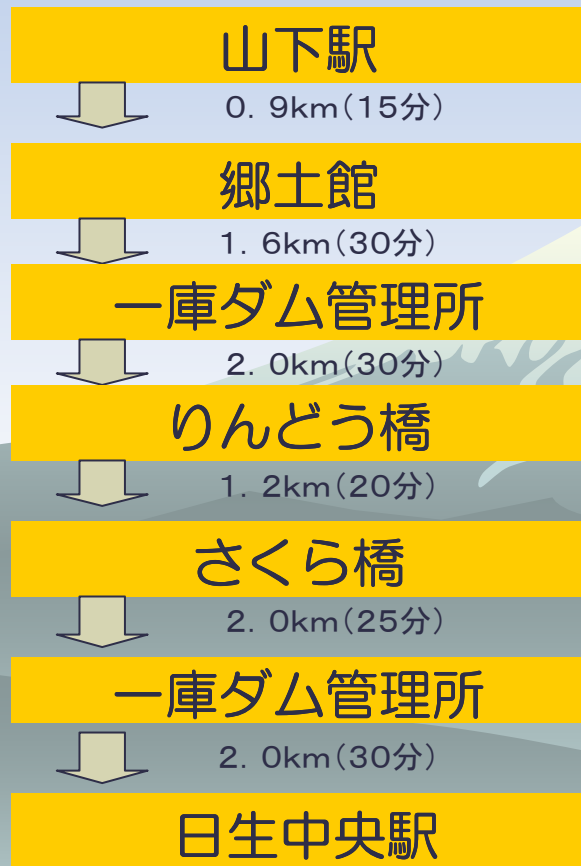 山下駅
0. 9km(15分)
郷土館
1. 6km(30分)
一庫ダム管理所
2. 0km(30分)
りんどう橋
1. 2km(20分)
さくら橋
2. 0km(25分)
一庫ダム管理所
2. 0km(30分)
日生中央駅